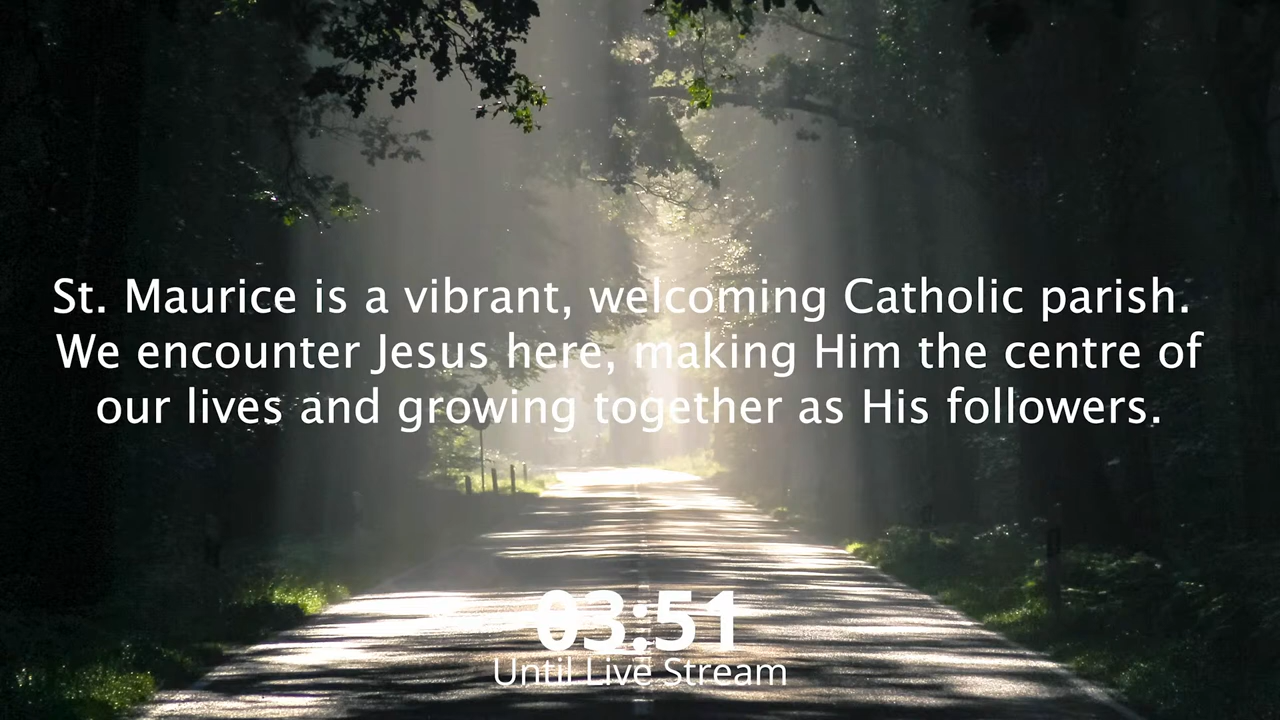 St. Maurice is a vibrant, welcoming Catholic parish.
We encounter Jesus here, making Him the centre of
our lives and growing together as His followers.
03:51
Until Live Stream